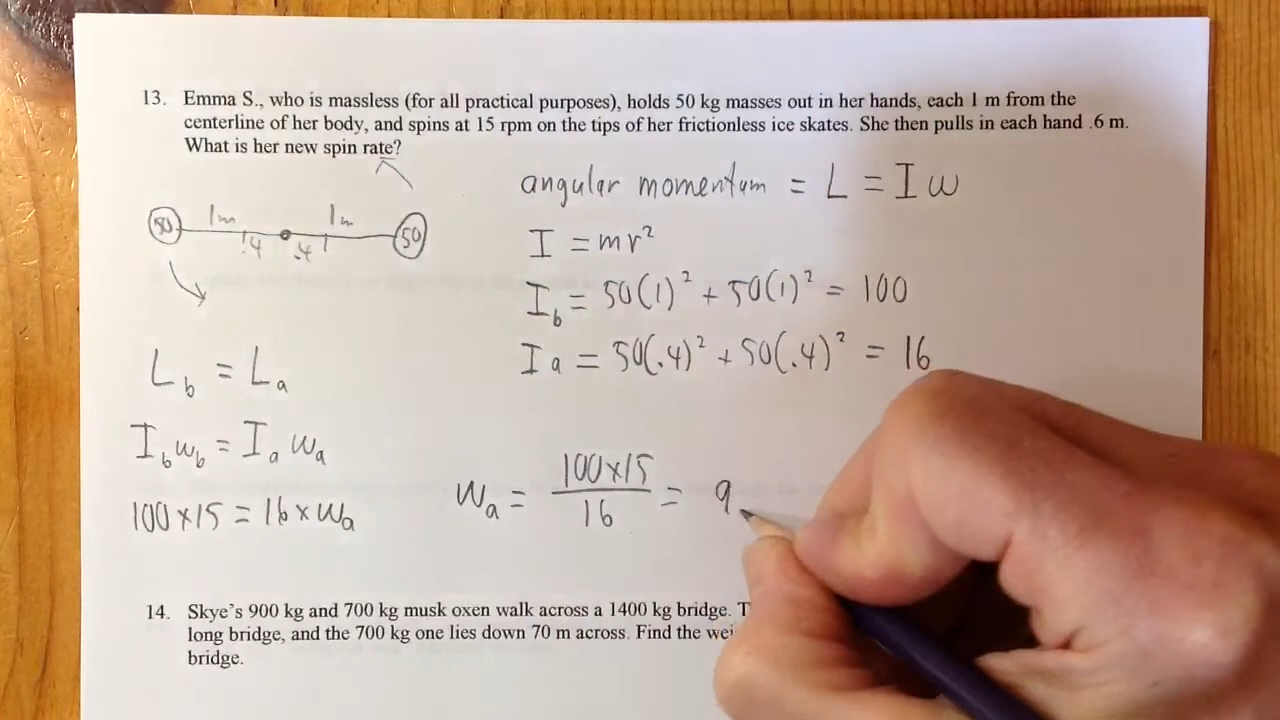 13. Emma S., who is massless (for all practical purposes), holds 50 kg masses out in her hands, each 1 m from the
centerline of her body, and spins at 15 rpm on the tips of her frictionless ice skates. She then pulls in each hand .6 m.
What is her new spin rate?
angular momentum = L = I ω
1m 1m
50 .4 .4 50
I = mr²
I_b = 50(1)² + 50(1)² = 100
I a = 50(.4)² + 50(.4)² = 16
L_b = L_a
I_b ω_b = I_a ω_a
100×15 = 16×ω_a
ω_a = 100×15 / 16 = 9
14. Skye's 900 kg and 700 kg musk oxen walk across a 1400 kg bridge. T
long bridge, and the 700 kg one lies down 70 m across. Find the
bridge.